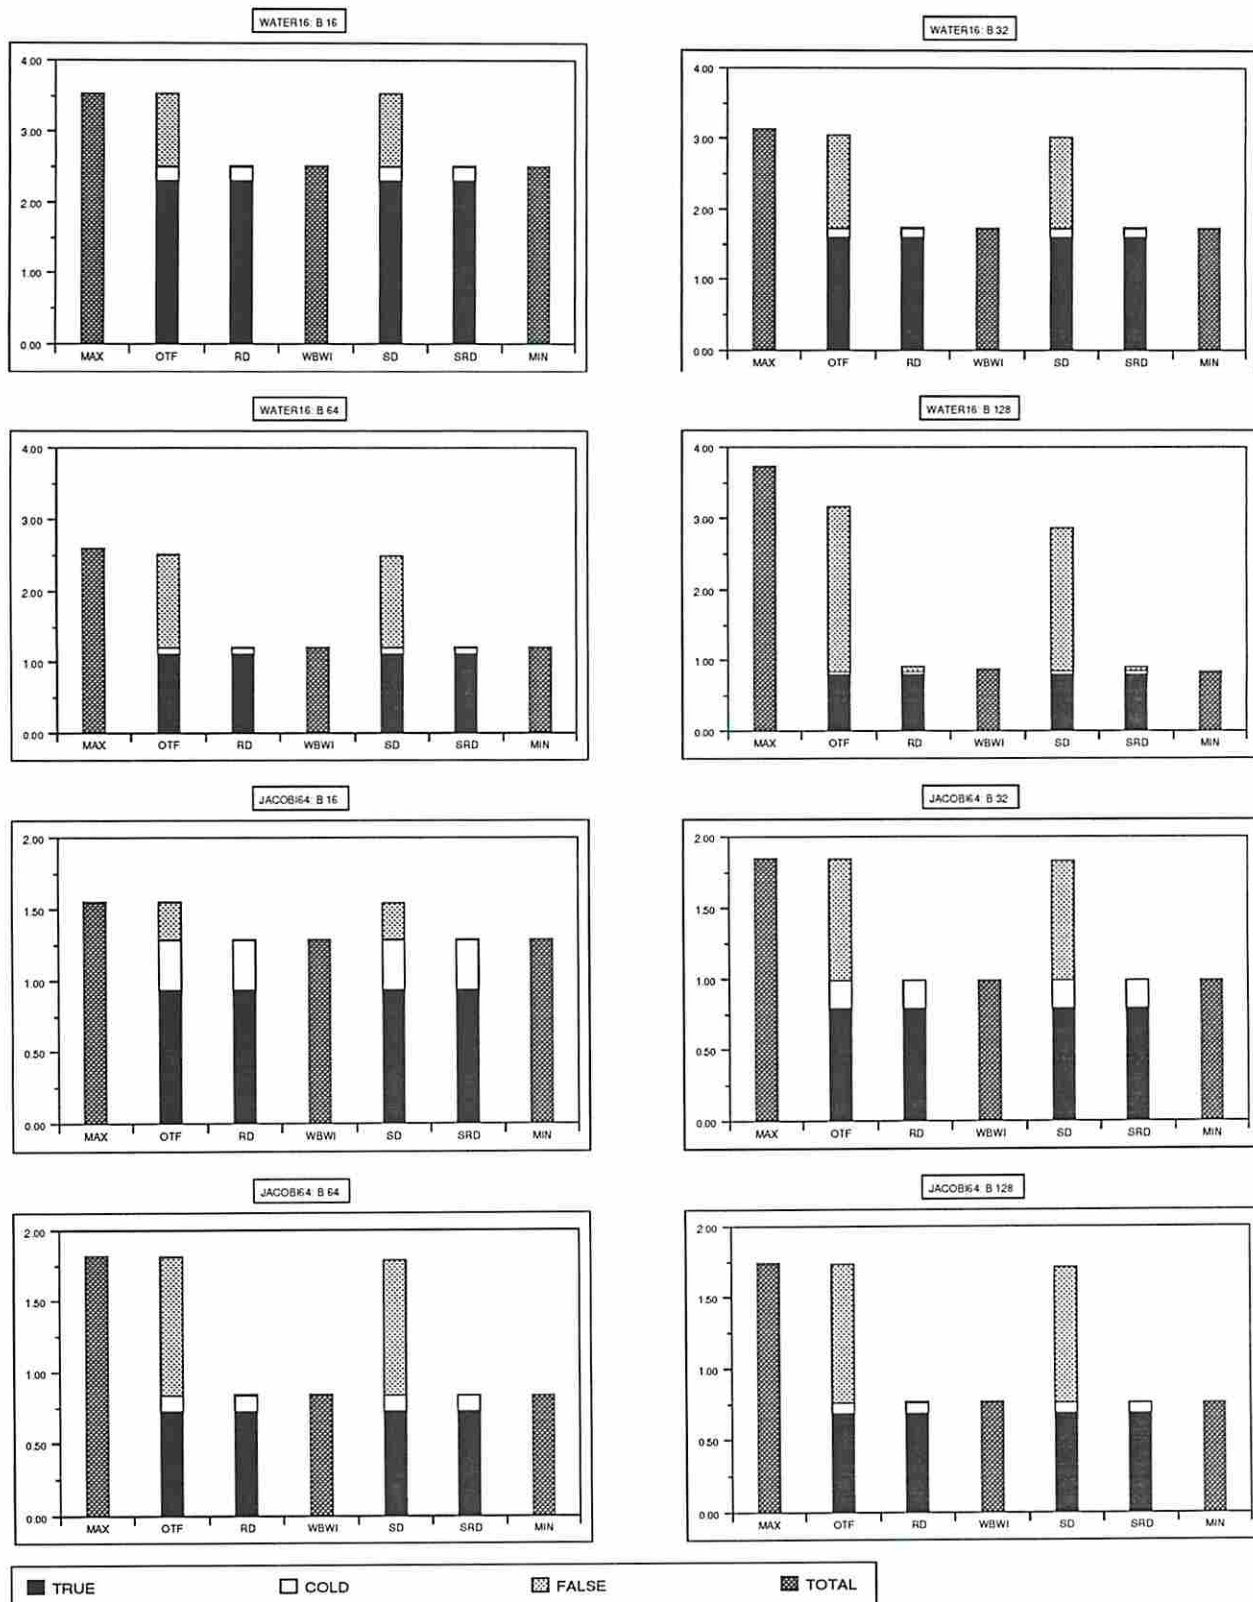 WATER16: B 16
4.00
3.00
2.00
1.00
0.00
MAX OTF RD WBWI SD SRD MIN
WATER16: B 32
4.00
3.00
2.00
1.00
0.00
MAX OTF RD WBWI SD SRD MIN
WATER16: B 64
4.00
3.00
2.00
1.00
0.00
MAX OTF RD WBWI SD SRD MIN
WATER16: B 128
4.00
3.00
2.00
1.00
0.00
MAX OTF RD WBWI SD SRD MIN
JACOBI64: B 16
2.00
1.50
1.00
0.50
0.00
MAX OTF RD WBWI SD SRD MIN
JACOBI64: B 32
2.00
1.50
1.00
0.50
0.00
MAX OTF RD WBWI SD SRD MIN
JACOBI64: B 64
2.00
1.50
1.00
0.50
0.00
MAX OTF RD WBWI SD SRD MIN
JACOBI64: B 128
2.00
1.50
1.00
0.50
0.00
MAX OTF RD WBWI SD SRD MIN
TRUE COLD FALSE TOTAL